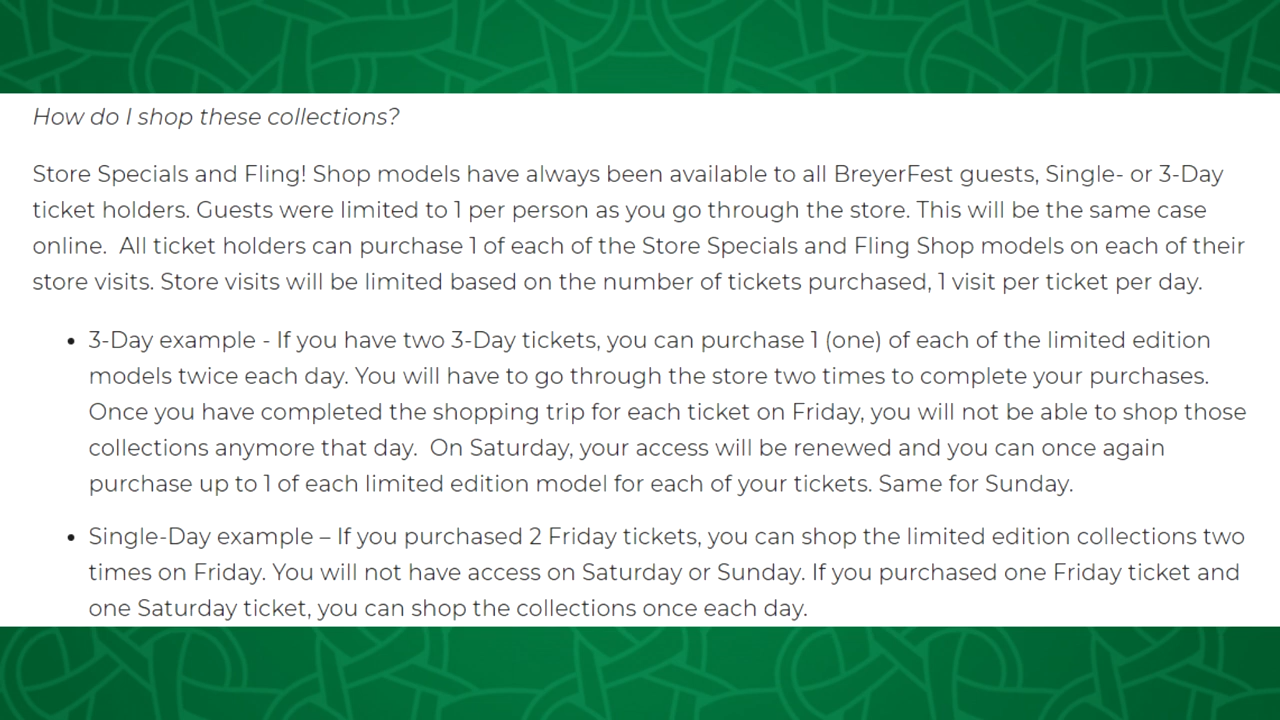 How do I shop these collections?
Store Specials and Fling! Shop models have always been available to all BreyerFest guests, Single- or 3-Day
ticket holders. Guests were limited to 1 per person as you go through the store. This will be the same case
online.  All ticket holders can purchase 1 of each of the Store Specials and Fling Shop models on each of their
store visits. Store visits will be limited based on the number of tickets purchased, 1 visit per ticket per day.
• 3-Day example - If you have two 3-Day tickets, you can purchase 1 (one) of each of the limited edition
models twice each day. You will have to go through the store two times to complete your purchases.
Once you have completed the shopping trip for each ticket on Friday, you will not be able to shop those
collections anymore that day.  On Saturday, your access will be renewed and you can once again
purchase up to 1 of each limited edition model for each of your tickets. Same for Sunday.
• Single-Day example – If you purchased 2 Friday tickets, you can shop the limited edition collections two
times on Friday. You will not have access on Saturday or Sunday. If you purchased one Friday ticket and
one Saturday ticket, you can shop the collections once each day.